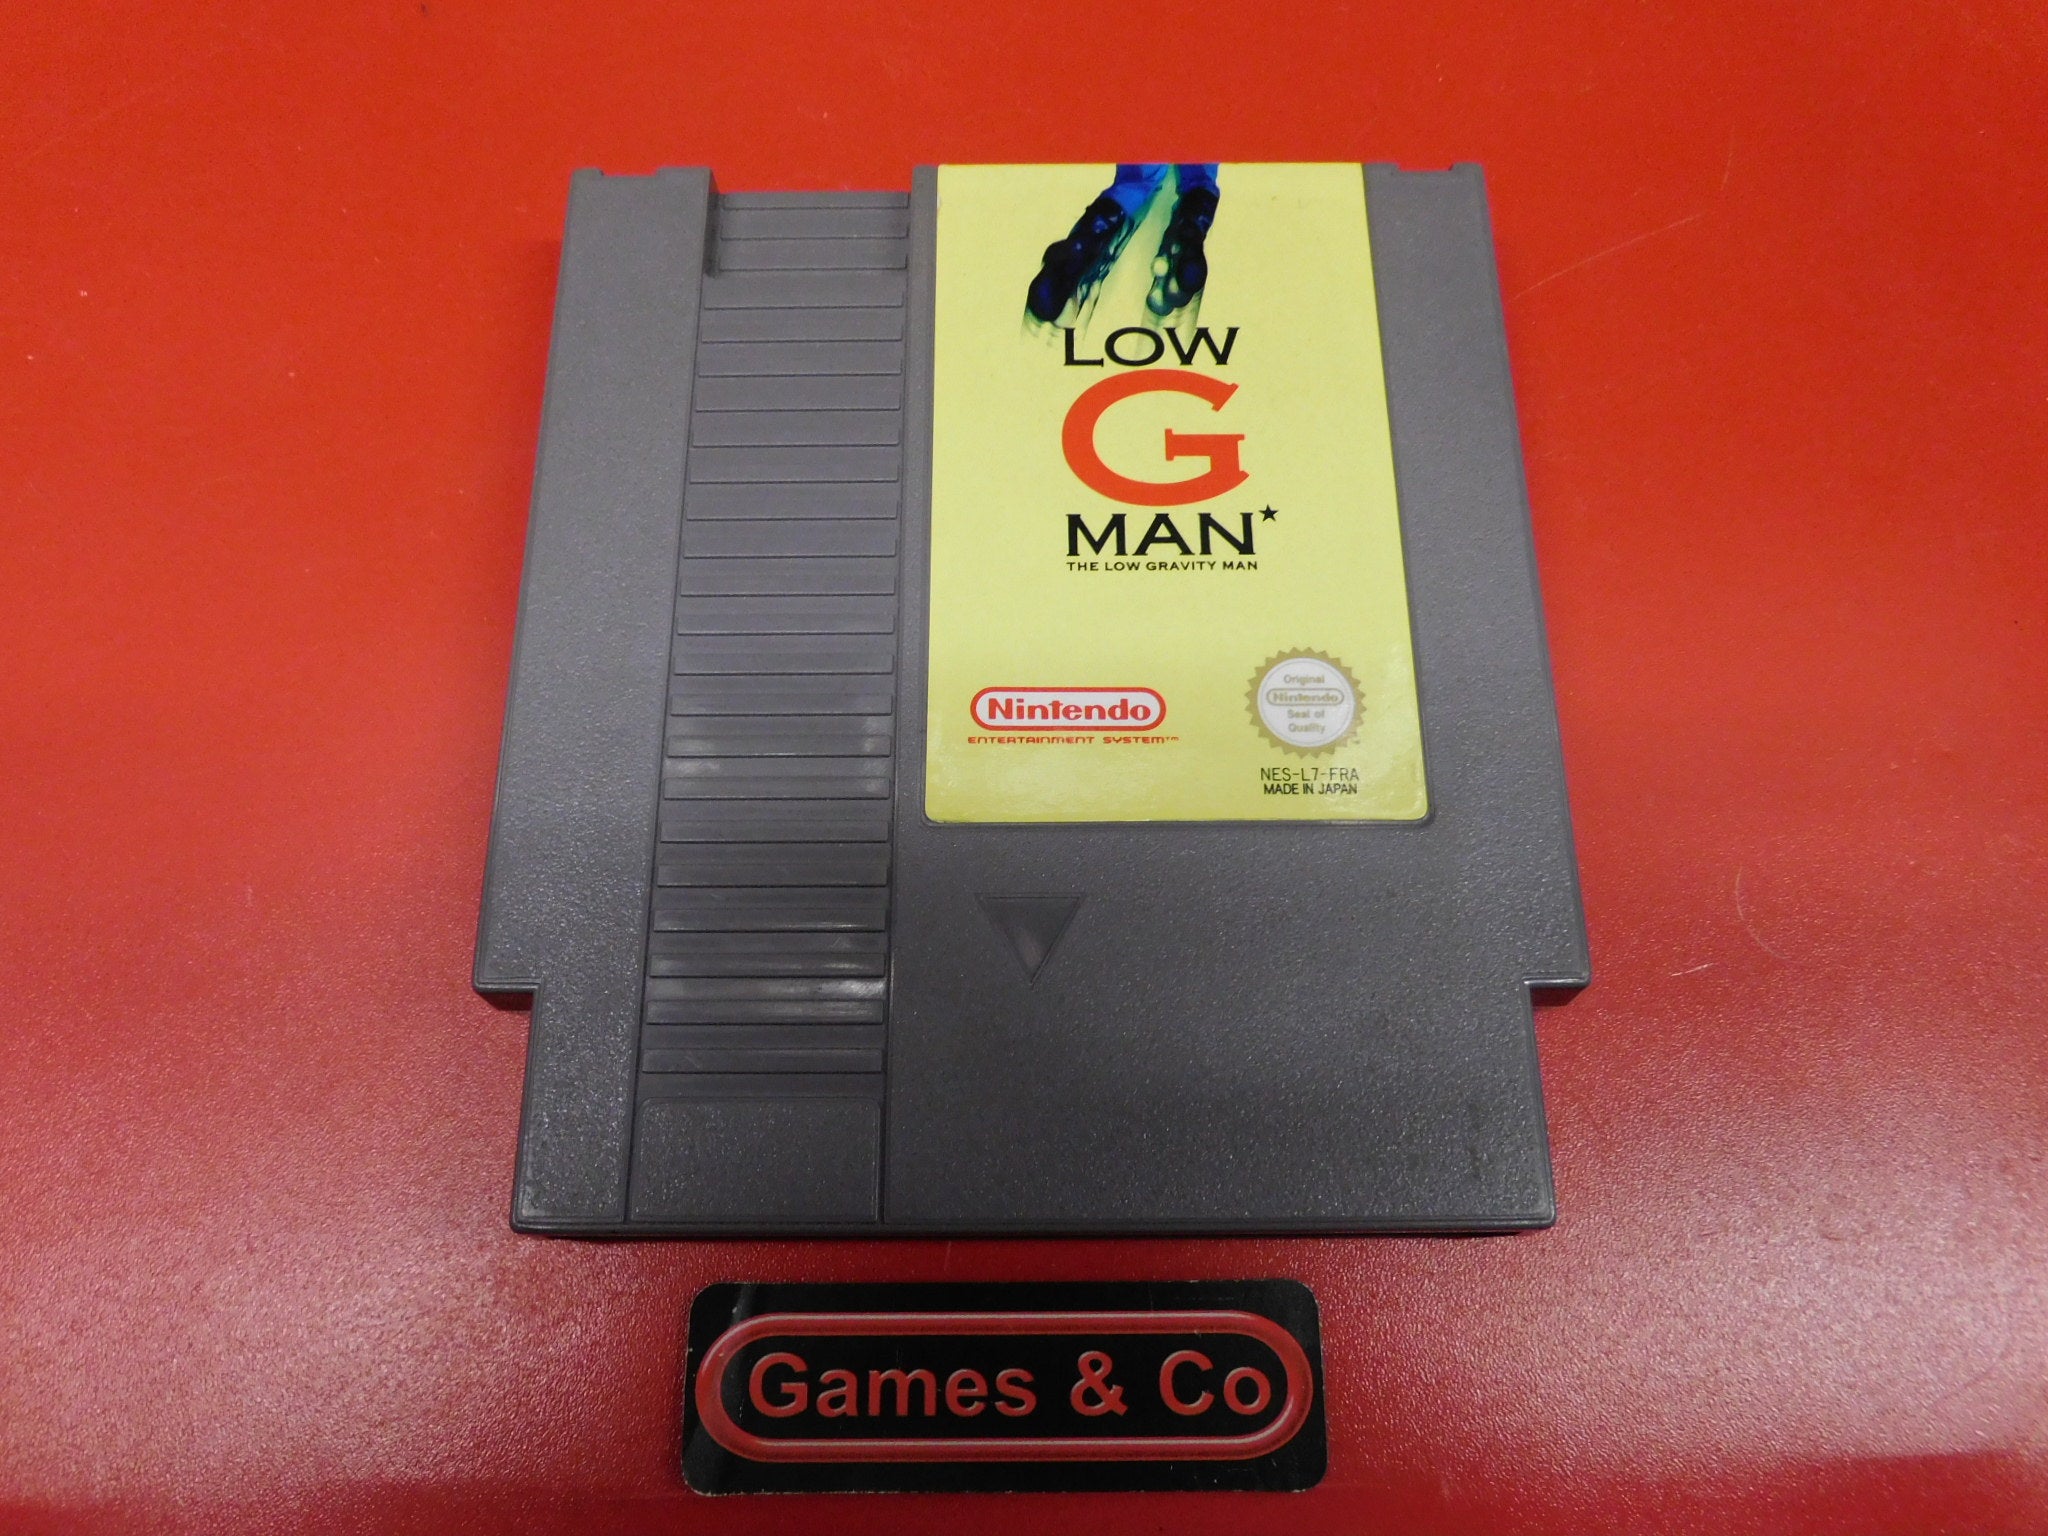 LOW
G
MAN★
THE LOW GRAVITY MAN
Nintendo
ENTERTAINMENT SYSTEM™
Original
Nintendo
Seal of
Quality
NES-L7-FRA
MADE IN JAPAN
Games & Co